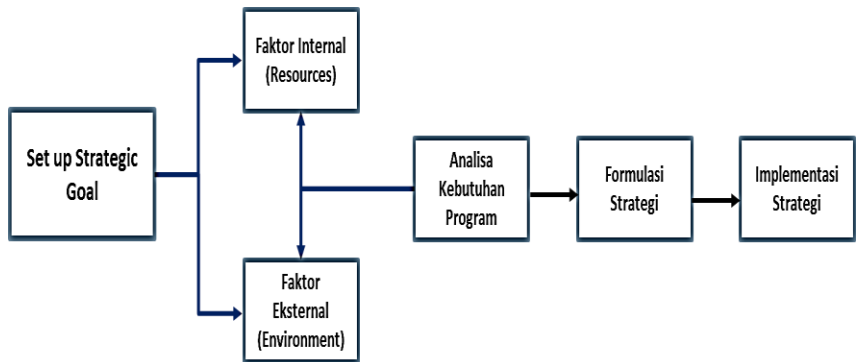 Set up Strategic
Goal
Faktor Internal
(Resources)
Faktor
Eksternal
(Environment)
Analisa
Kebutuhan
Program
Formulasi
Strategi
Implementasi
Strategi